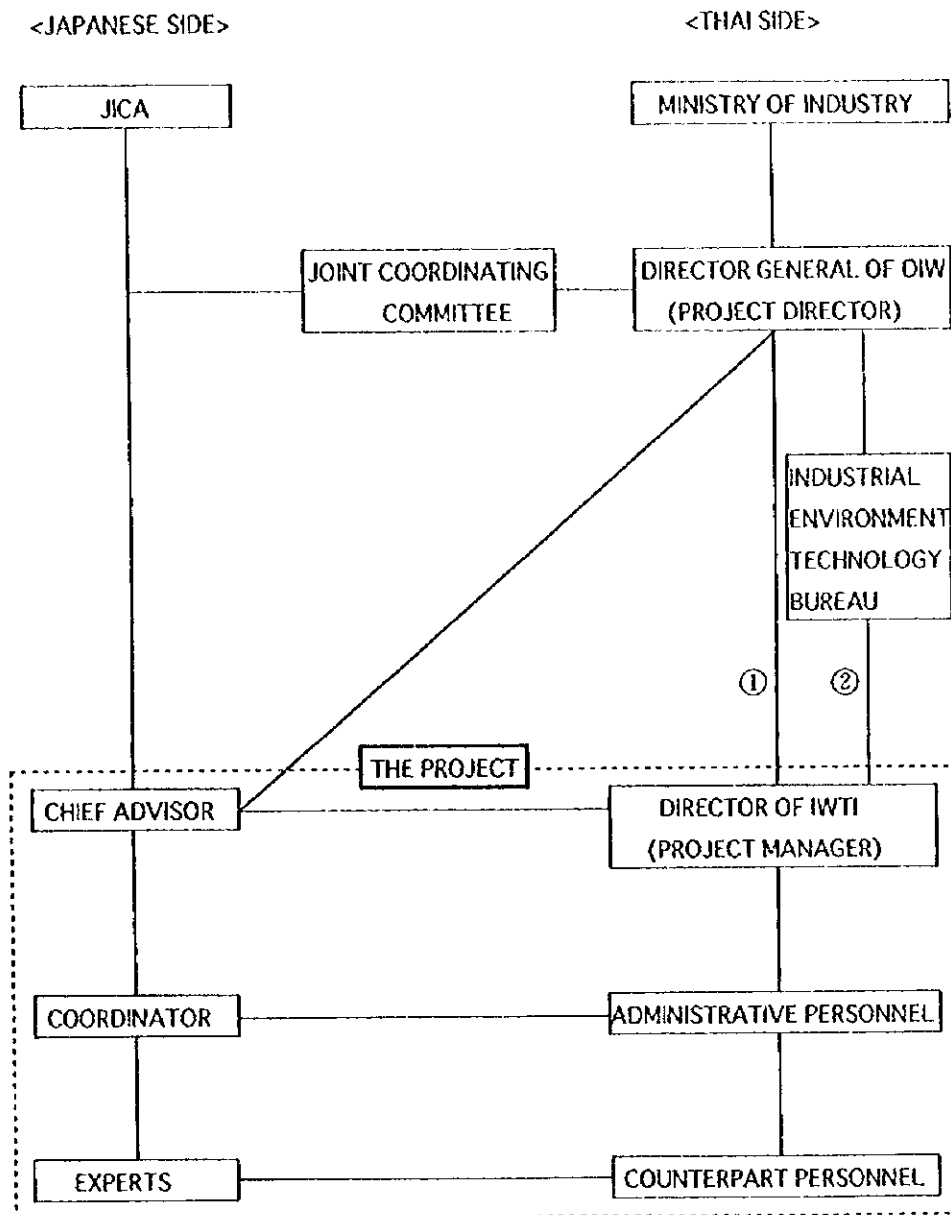 <JAPANESE SIDE>
<THAI SIDE>
JICA
MINISTRY OF INDUSTRY
JOINT COORDINATING
COMMITTEE
DIRECTOR GENERAL OF OIW
(PROJECT DIRECTOR)
INDUSTRIAL
ENVIRONMENT
TECHNOLOGY
BUREAU
① ②
THE PROJECT
CHIEF ADVISOR
DIRECTOR OF IWTI
(PROJECT MANAGER)
COORDINATOR
ADMINISTRATIVE PERSONNEL
EXPERTS
COUNTERPART PERSONNEL